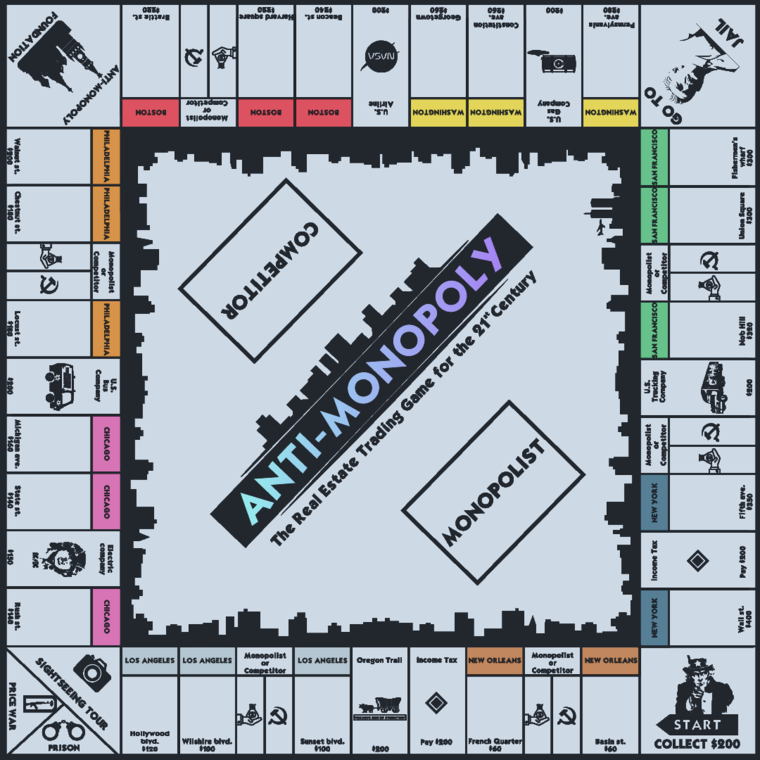 ANTI-MONOPOLY
FOUNDATION
BOSTON
Brattle st.
$220
Monopolist
or
Competitor
BOSTON
Harvard square
$220
BOSTON
Beacon st.
$240
U.S.
Airline
NASA
$200
WASHINGTON
Georgetown
$260
WASHINGTON
Constitution
ave.
$260
U.S.
Gas
Company
$200
WASHINGTON
Pennsylvania
ave.
$280
GO TO
JAIL
PHILADELPHIA
Walnut st.
$200
PHILADELPHIA
Chestnut st.
$180
Monopolist
or
Competitor
PHILADELPHIA
Locust st.
$180
U.S.
Bus
Company
$200
CHICAGO
Michigan ave.
$160
CHICAGO
State st.
$140
Electric
company
$150
CHICAGO
Rush st.
$140
COMPETITOR
ANTI-MONOPOLY
The Real Estate Trading Game for the 21st Century
MONOPOLIST
SAN FRANCISCO
Fisherman's
wharf
$300
SAN FRANCISCO
Union Square
$300
Monopolist
or
Competitor
SAN FRANCISCO
Nob Hill
$320
U.S.
Trucking
Company
$200
Monopolist
or
Competitor
NEW YORK
Fifth ave.
$350
Income Tax
Pay $200
NEW YORK
Wall st.
$400
SIGHTSEEING TOUR
PRICE WAR
PRISON
LOS ANGELES
Hollywood
blvd.
$120
LOS ANGELES
Wilshire blvd.
$100
Monopolist
or
Competitor
LOS ANGELES
Sunset blvd.
$100
Oregon Trail
$200
Income Tax
Pay $200
NEW ORLEANS
French Quarter
$60
Monopolist
or
Competitor
NEW ORLEANS
Basin st.
$60
START
COLLECT $200